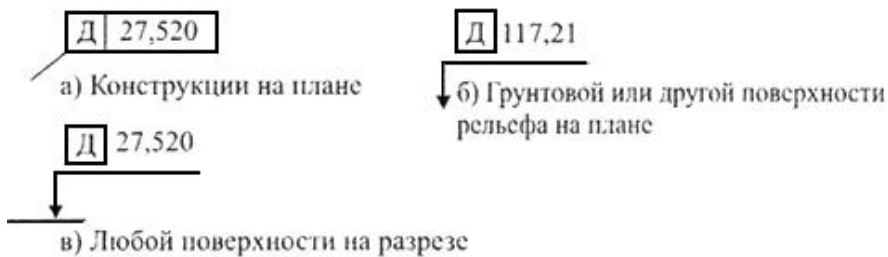 Д 27,520
а) Конструкции на плане
Д 117,21
б) Грунтовой или другой поверхности
рельефа на плане
Д 27,520
в) Любой поверхности на разрезе